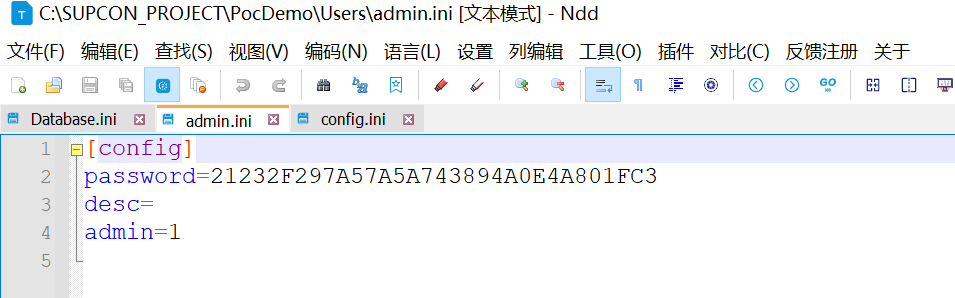 C:\SUPCON_PROJECT\PocDemo\Users\admin.ini [文本模式] - Ndd
文件(F) 编辑(E) 查找(S) 视图(V) 编码(N) 语言(L) 设置 列编辑 工具(O) 插件 对比(C) 反馈注册 关于
Database.ini admin.ini config.ini
1 [config]
2 password=21232F297A57A5A743894A0E4A801FC3
3 desc=
4 admin=1
5